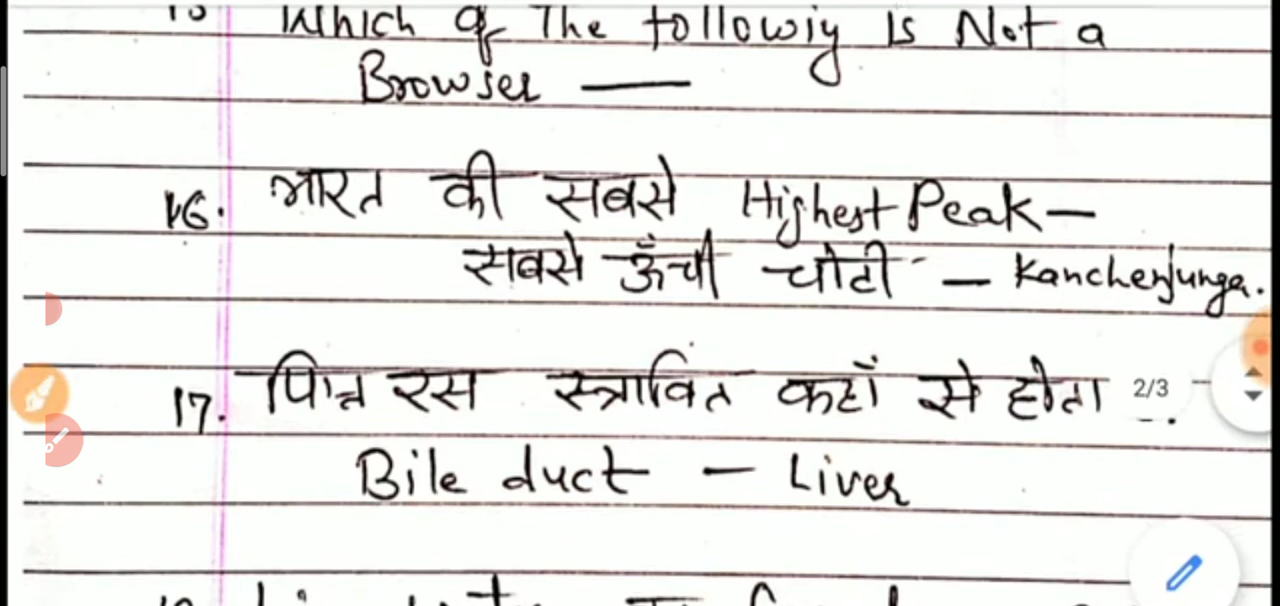 Which of The followiy is Not a
Browser —
16. भारत की सबसे Highest Peak —
सबसे ऊँची चोटी — Kanchenjunga.
17. पित्त रस स्त्रावित कहाँ से होता
2/3
Bile duct — Liver